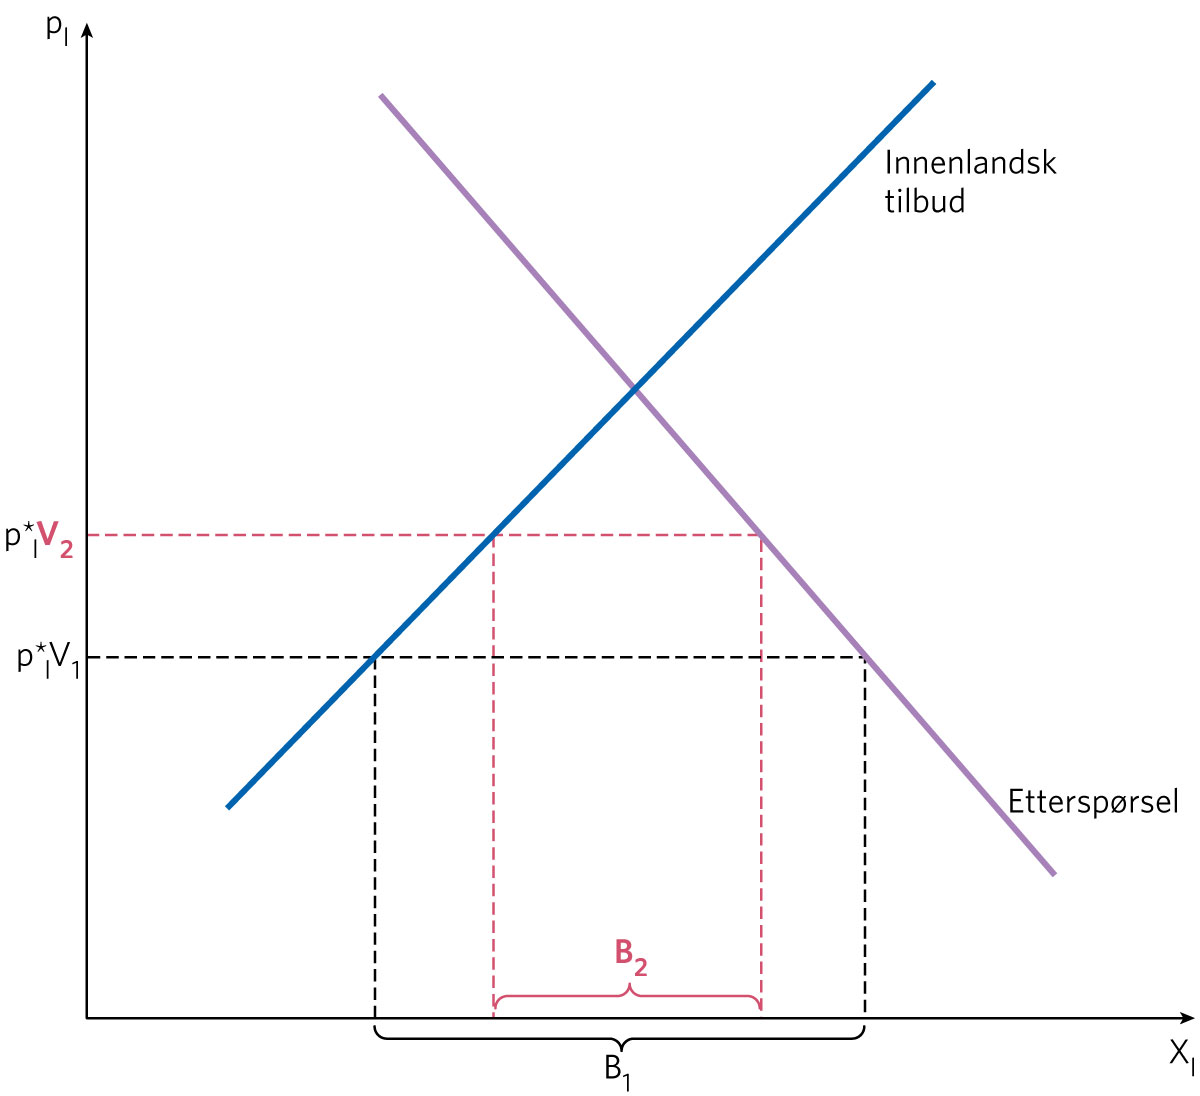 p_I
Innenlandsk
tilbud
p*_I V_2
p*_I V_1
Etterspørsel
B_2
B_1
X_I